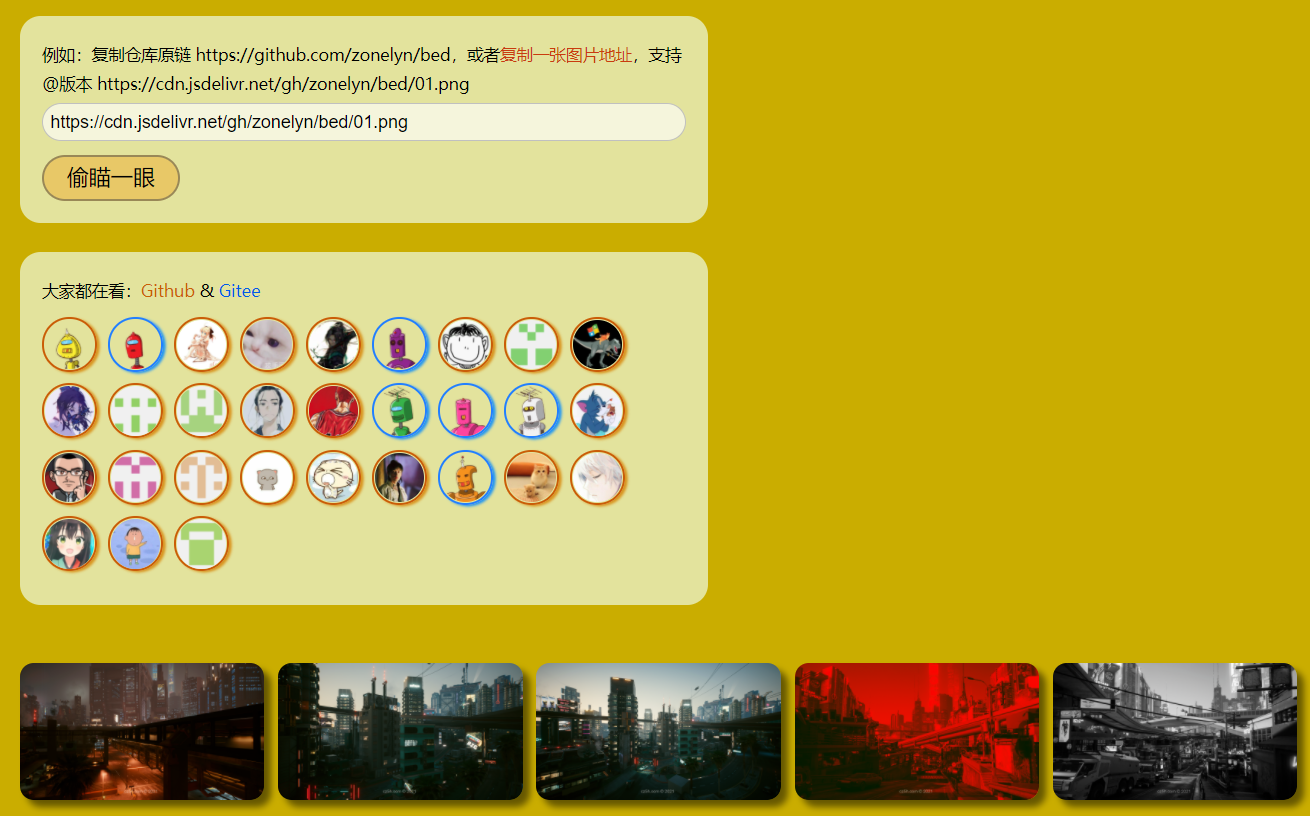 例如：复制仓库原链 https://github.com/zonelyn/bed，或者复制一张图片地址，支持
@版本 https://cdn.jsdelivr.net/gh/zonelyn/bed/01.png
https://cdn.jsdelivr.net/gh/zonelyn/bed/01.png
偷瞄一眼
大家都在看：Github & Gitee